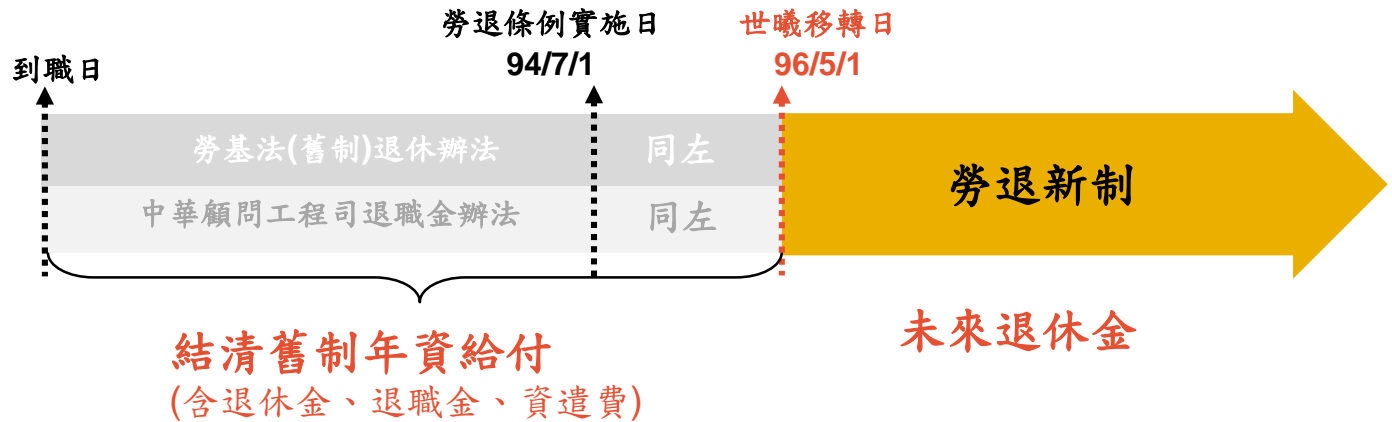 到職日
勞退條例實施日
94/7/1
世曦移轉日
96/5/1
勞基法(舊制)退休辦法
同左
中華顧問工程司退職金辦法
同左
勞退新制
結清舊制年資給付
(含退休金、退職金、資遣費)
未來退休金